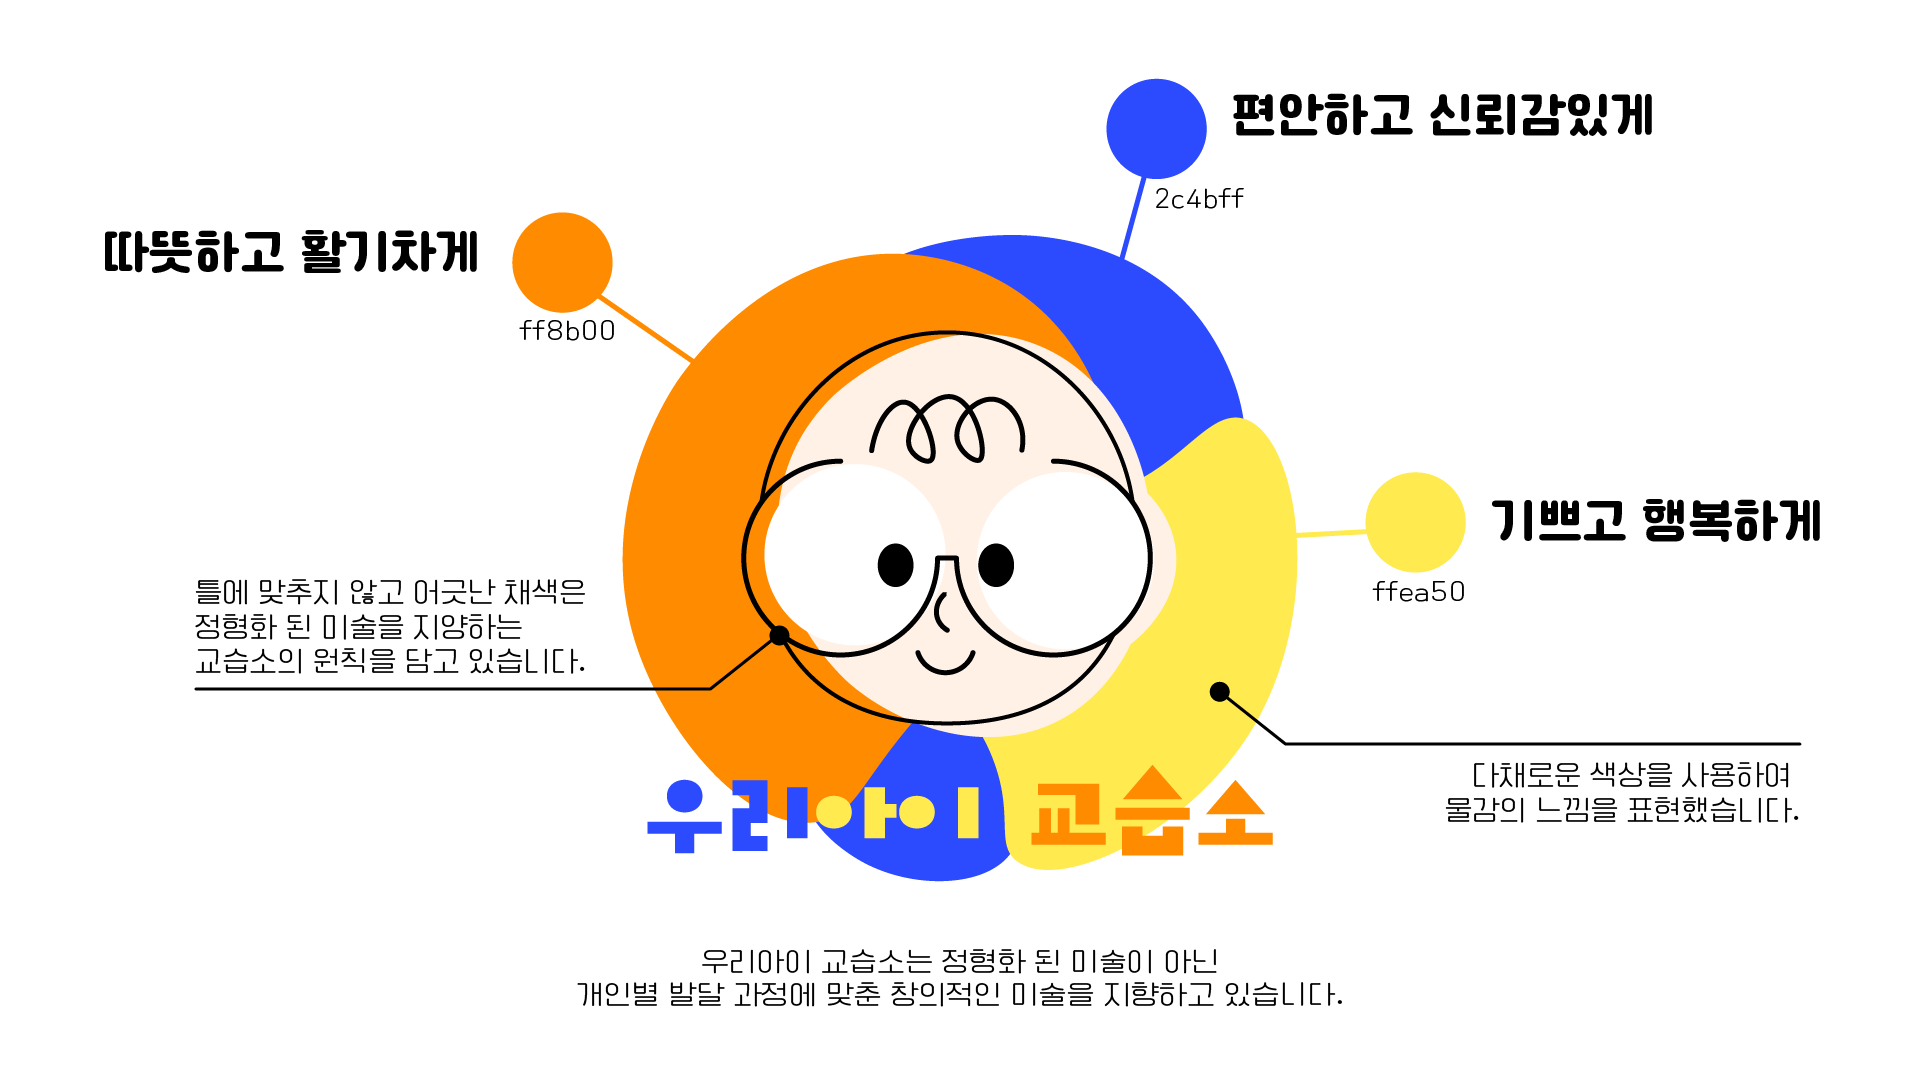 편안하고 신뢰감있게
2c4bff
따뜻하고 활기차게
ff8b00
기쁘고 행복하게
ffea50
틀에 맞추지 않고 어긋난 채색은
정형화 된 미술을 지양하는
교습소의 원칙을 담고 있습니다.
다채로운 색상을 사용하여
물감의 느낌을 표현했습니다.
우리아이 교습소
우리아이 교습소는 정형화 된 미술이 아닌
개인별 발달 과정에 맞춘 창의적인 미술을 지향하고 있습니다.